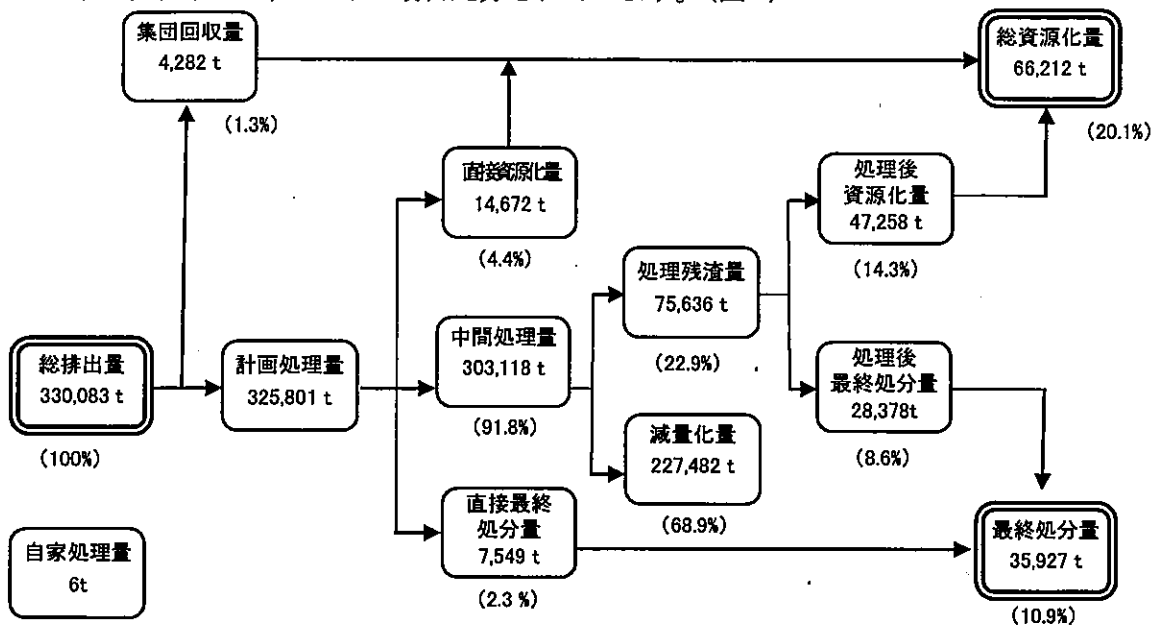 集団回収量
4,282 t
(1.3%)
総資源化量
66,212 t
(20.1%)
直接資源化量
14,672 t
(4.4%)
処理後
資源化量
47,258 t
(14.3%)
処理残渣量
75,636 t
(22.9%)
総排出量
330,083 t
(100%)
計画処理量
325,801 t
中間処理量
303,118 t
(91.8%)
処理後
最終処分量
28,378t
(8.6%)
減量化量
227,482 t
(68.9%)
直接最終
処分量
7,549 t
(2.3 %)
最終処分量
35,927 t
(10.9%)
自家処理量
6t